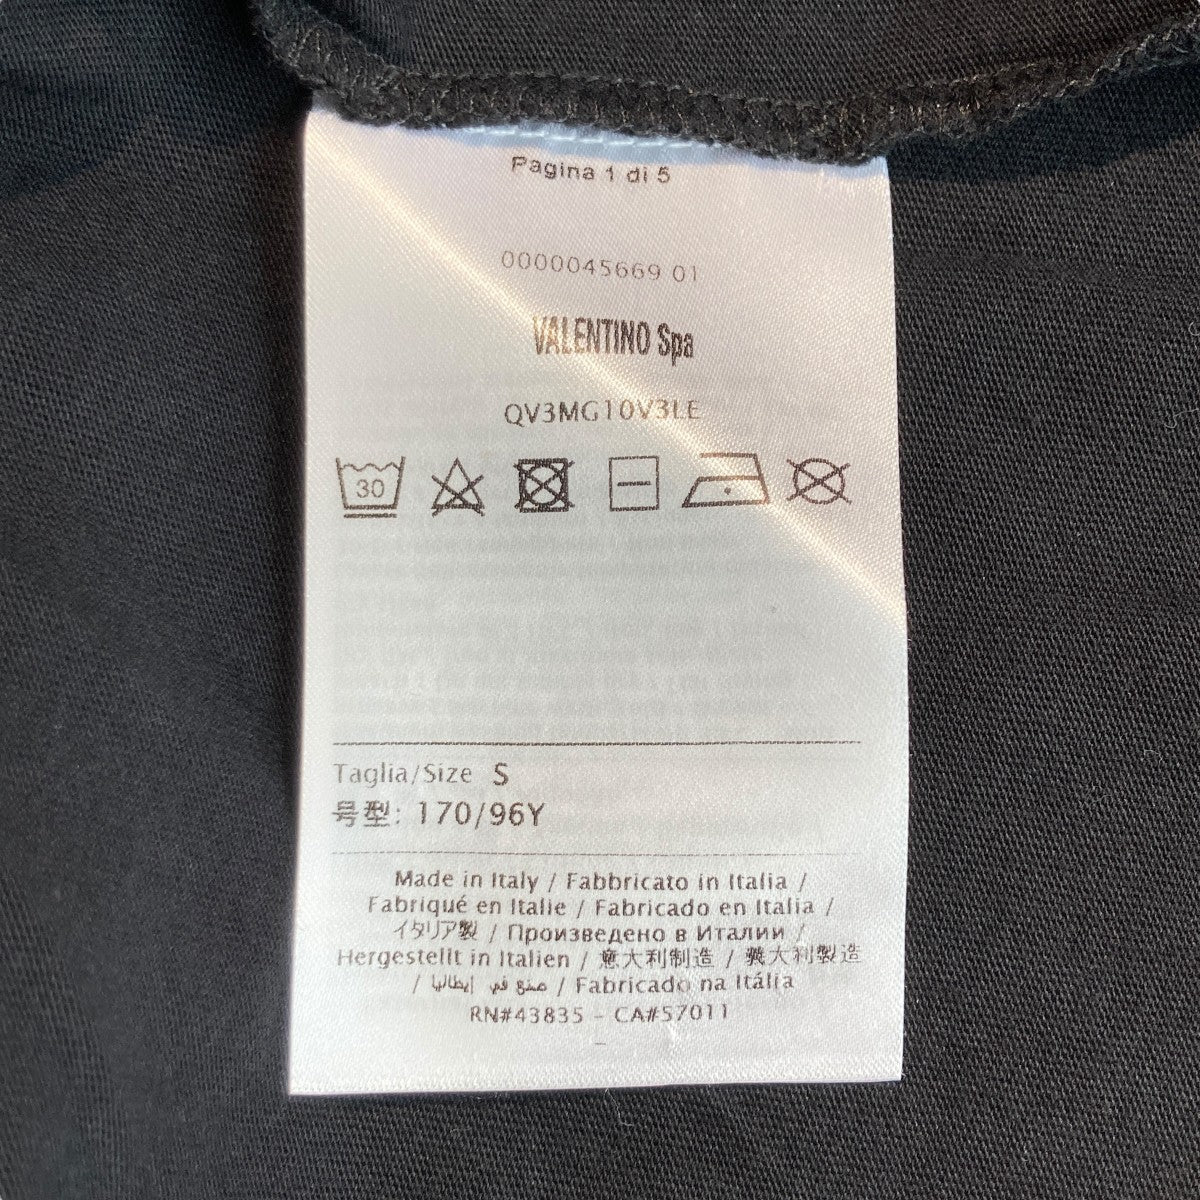 Pagina 1 di 5
0000045669 01
VALENTINO Spa
QV3MG10V3LE
30
Taglia/Size S
号型: 170/96Y
Made in Italy / Fabbricato in Italia /
Fabriqué en Italie / Fabricado en Italia /
イタリア製 / Произведено в Италии /
Hergestellt in Italien / 意大利制造 / 義大利製造
/ صنع في إيطاليا / Fabricado na Itália
RN#43835 - CA#57011
–